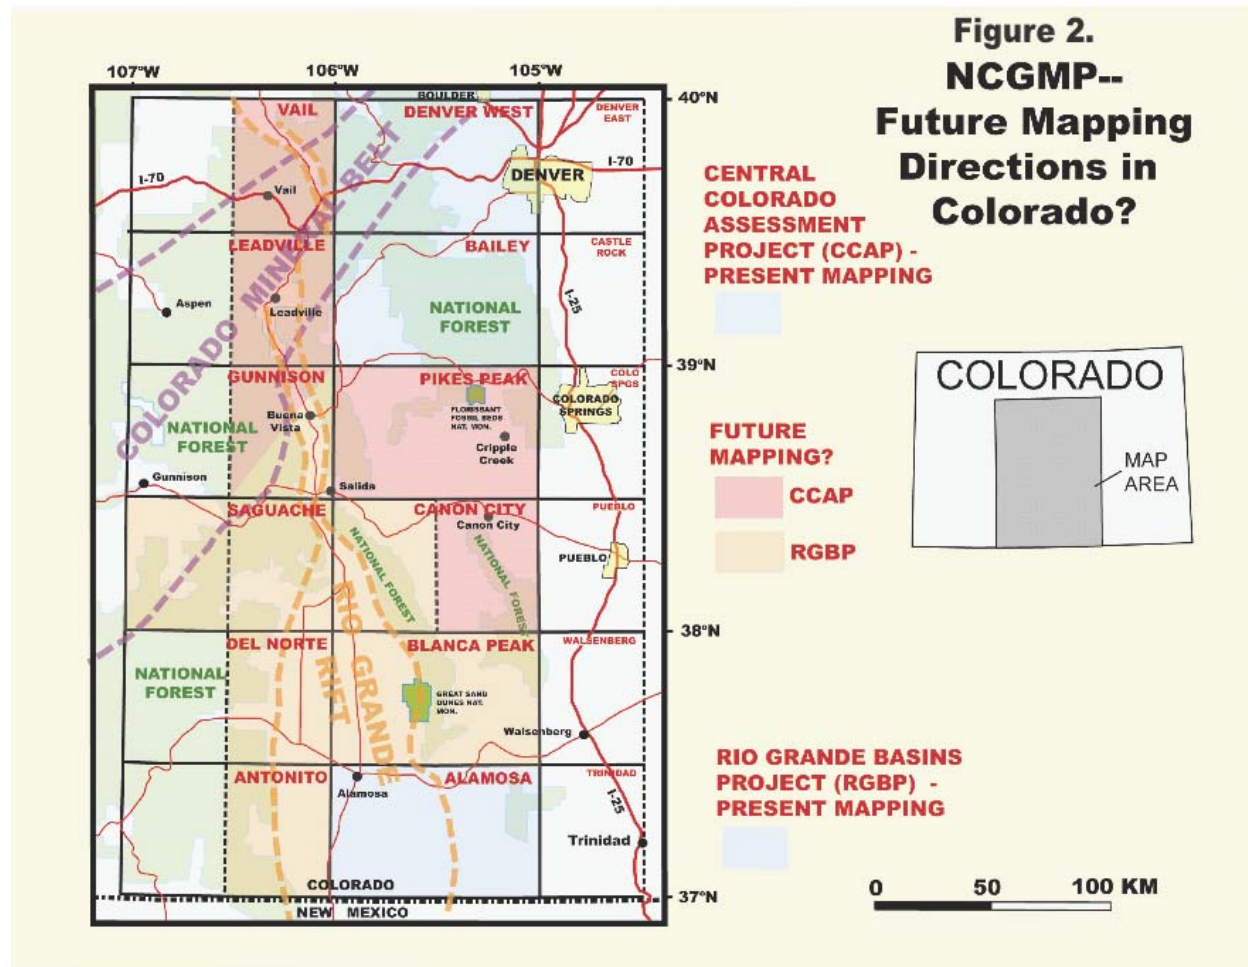 Figure 2.
NCGMP--
Future Mapping
Directions in
Colorado?
107°W
106°W
105°W
BOULDER
40°N
VAIL
DENVER WEST
DENVER
EAST
COLORADO MINERAL BELT
I-70
I-70
DENVER
Vail
LEADVILLE
BAILEY
CASTLE
ROCK
Aspen
Leadville
NATIONAL
FOREST
I-25
39°N
GUNNISON
PIKES PEAK
COLO
SPGS
FLORISSANT
FOSSIL BEDS
NAT. MON.
COLORADO
SPRINGS
Buena
Vista
NATIONAL
FOREST
Cripple
Creek
Gunnison
Salida
SAGUACHE
CANON CITY
PUEBLO
Canon City
NATIONAL FOREST
NATIONAL FOREST
PUEBLO
38°N
DEL NORTE
BLANCA PEAK
WALSENBERG
RIO GRANDE
RIFT
NATIONAL
FOREST
GREAT SAND
DUNES NAT.
MON.
Walsenberg
ANTONITO
ALAMOSA
TRINIDAD
Alamosa
I-25
Trinidad
COLORADO
NEW MEXICO
37°N
CENTRAL
COLORADO
ASSESSMENT
PROJECT (CCAP) -
PRESENT MAPPING
FUTURE
MAPPING?
CCAP
RGBP
COLORADO
MAP
AREA
RIO GRANDE BASINS
PROJECT (RGBP) -
PRESENT MAPPING
0 50 100 KM